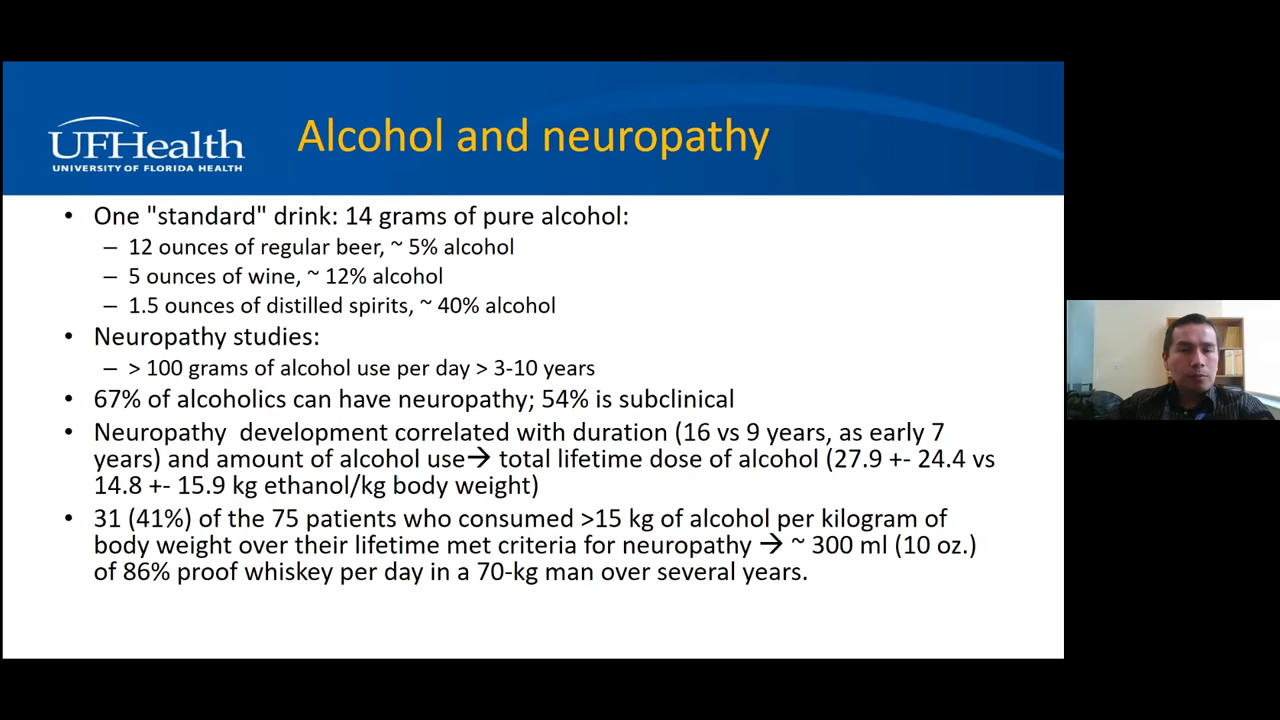 UFHealth
UNIVERSITY OF FLORIDA HEALTH
Alcohol and neuropathy
• One "standard" drink: 14 grams of pure alcohol:
– 12 ounces of regular beer, ~ 5% alcohol
– 5 ounces of wine, ~ 12% alcohol
– 1.5 ounces of distilled spirits, ~ 40% alcohol
• Neuropathy studies:
– > 100 grams of alcohol use per day > 3-10 years
• 67% of alcoholics can have neuropathy; 54% is subclinical
• Neuropathy development correlated with duration (16 vs 9 years, as early 7
years) and amount of alcohol use→ total lifetime dose of alcohol (27.9 +- 24.4 vs
14.8 +- 15.9 kg ethanol/kg body weight)
• 31 (41%) of the 75 patients who consumed >15 kg of alcohol per kilogram of
body weight over their lifetime met criteria for neuropathy → ~ 300 ml (10 oz.)
of 86% proof whiskey per day in a 70-kg man over several years.